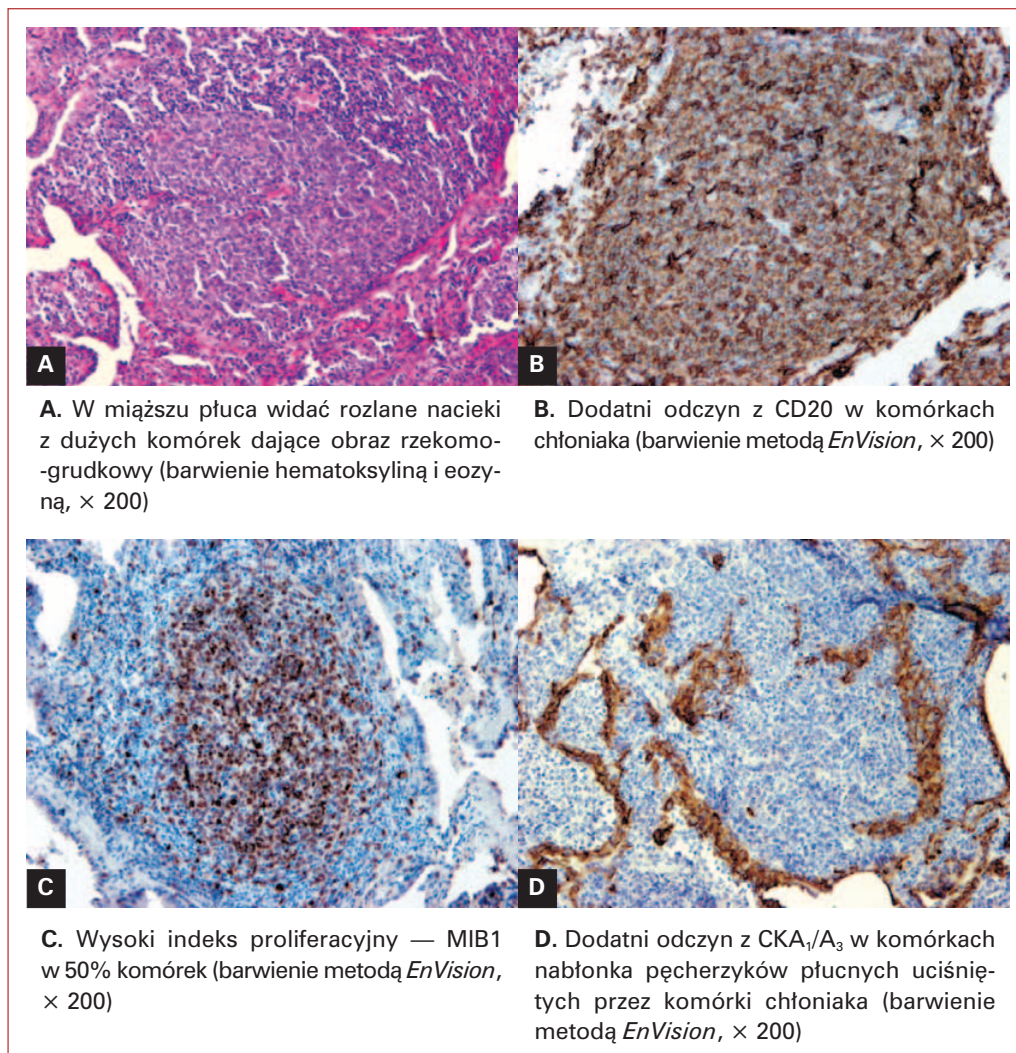 A
B
A. W miąższu płuca widać rozlane nacieki
z dużych komórek dające obraz rzekomo-
-grudkowy (barwienie hematoksyliną i eozy-
ną, × 200)
B. Dodatni odczyn z CD20 w komórkach
chłoniaka (barwienie metodą EnVision, × 200)
C
D
C. Wysoki indeks proliferacyjny — MIB1
w 50% komórek (barwienie metodą EnVision,
× 200)
D. Dodatni odczyn z CKA₁/A₃ w komórkach
nabłonka pęcherzyków płucnych uciśnię-
tych przez komórki chłoniaka (barwienie
metodą EnVision, × 200)